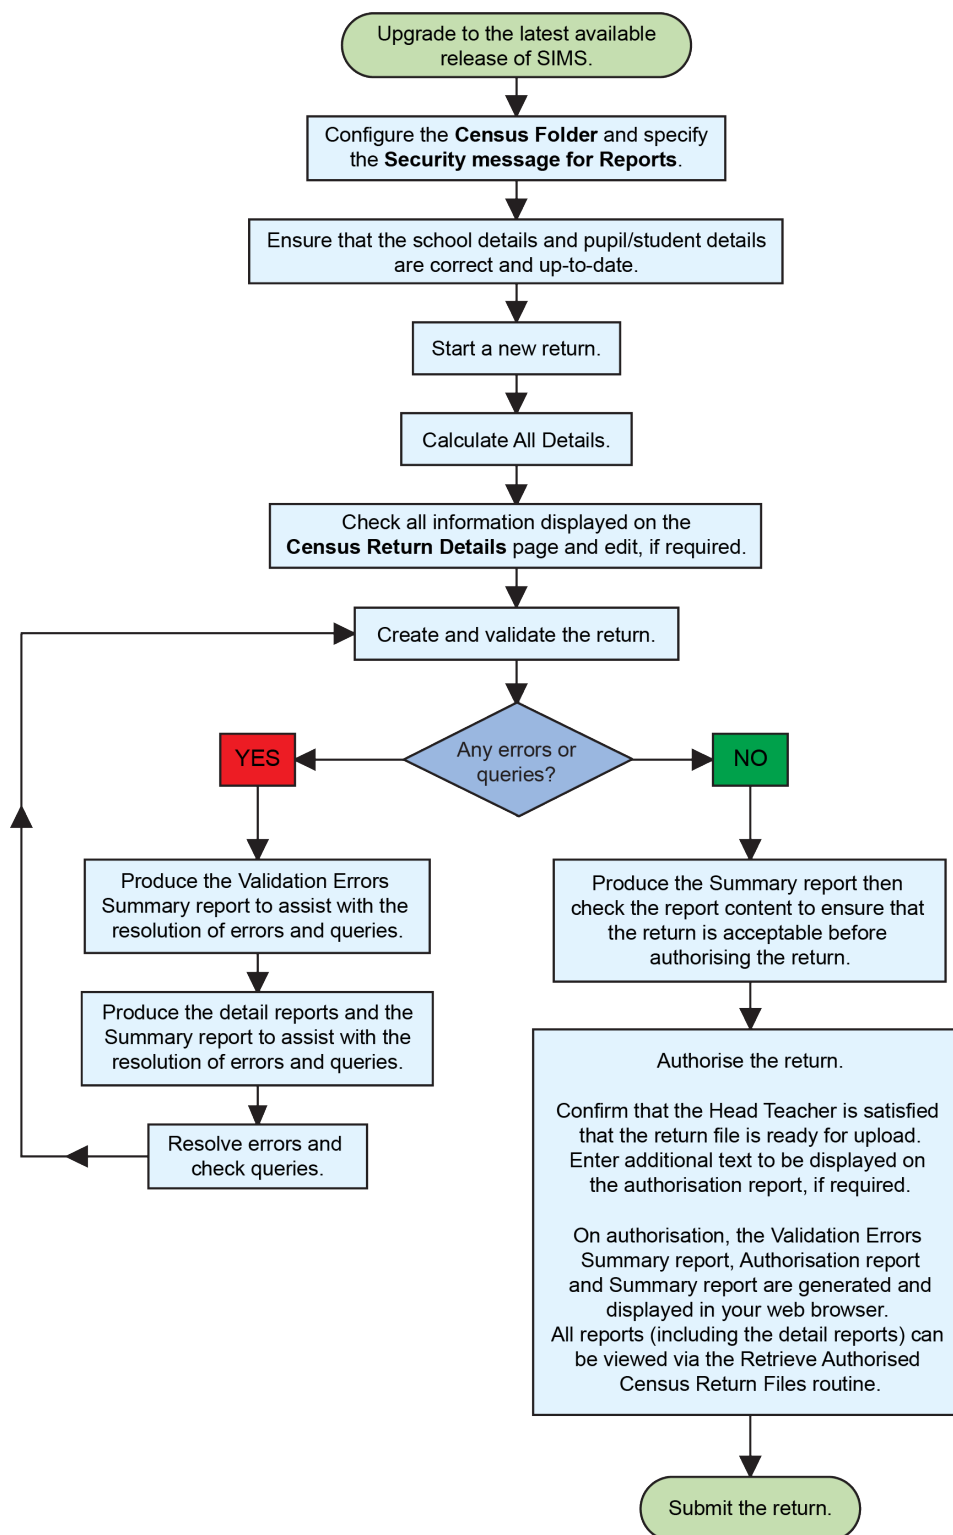 Upgrade to the latest available
release of SIMS.
Configure the Census Folder and specify
the Security message for Reports.
Ensure that the school details and pupil/student details
are correct and up-to-date.
Start a new return.
Calculate All Details.
Check all information displayed on the
Census Return Details page and edit, if required.
Create and validate the return.
Any errors or
queries?
YES
NO
Produce the Validation Errors
Summary report to assist with the
resolution of errors and queries.
Produce the detail reports and the
Summary report to assist with the
resolution of errors and queries.
Resolve errors and
check queries.
Produce the Summary report then
check the report content to ensure that
the return is acceptable before
authorising the return.
Authorise the return.
Confirm that the Head Teacher is satisfied
that the return file is ready for upload.
Enter additional text to be displayed on
the authorisation report, if required.
On authorisation, the Validation Errors
Summary report, Authorisation report
and Summary report are generated and
displayed in your web browser.
All reports (including the detail reports) can
be viewed via the Retrieve Authorised
Census Return Files routine.
Submit the return.